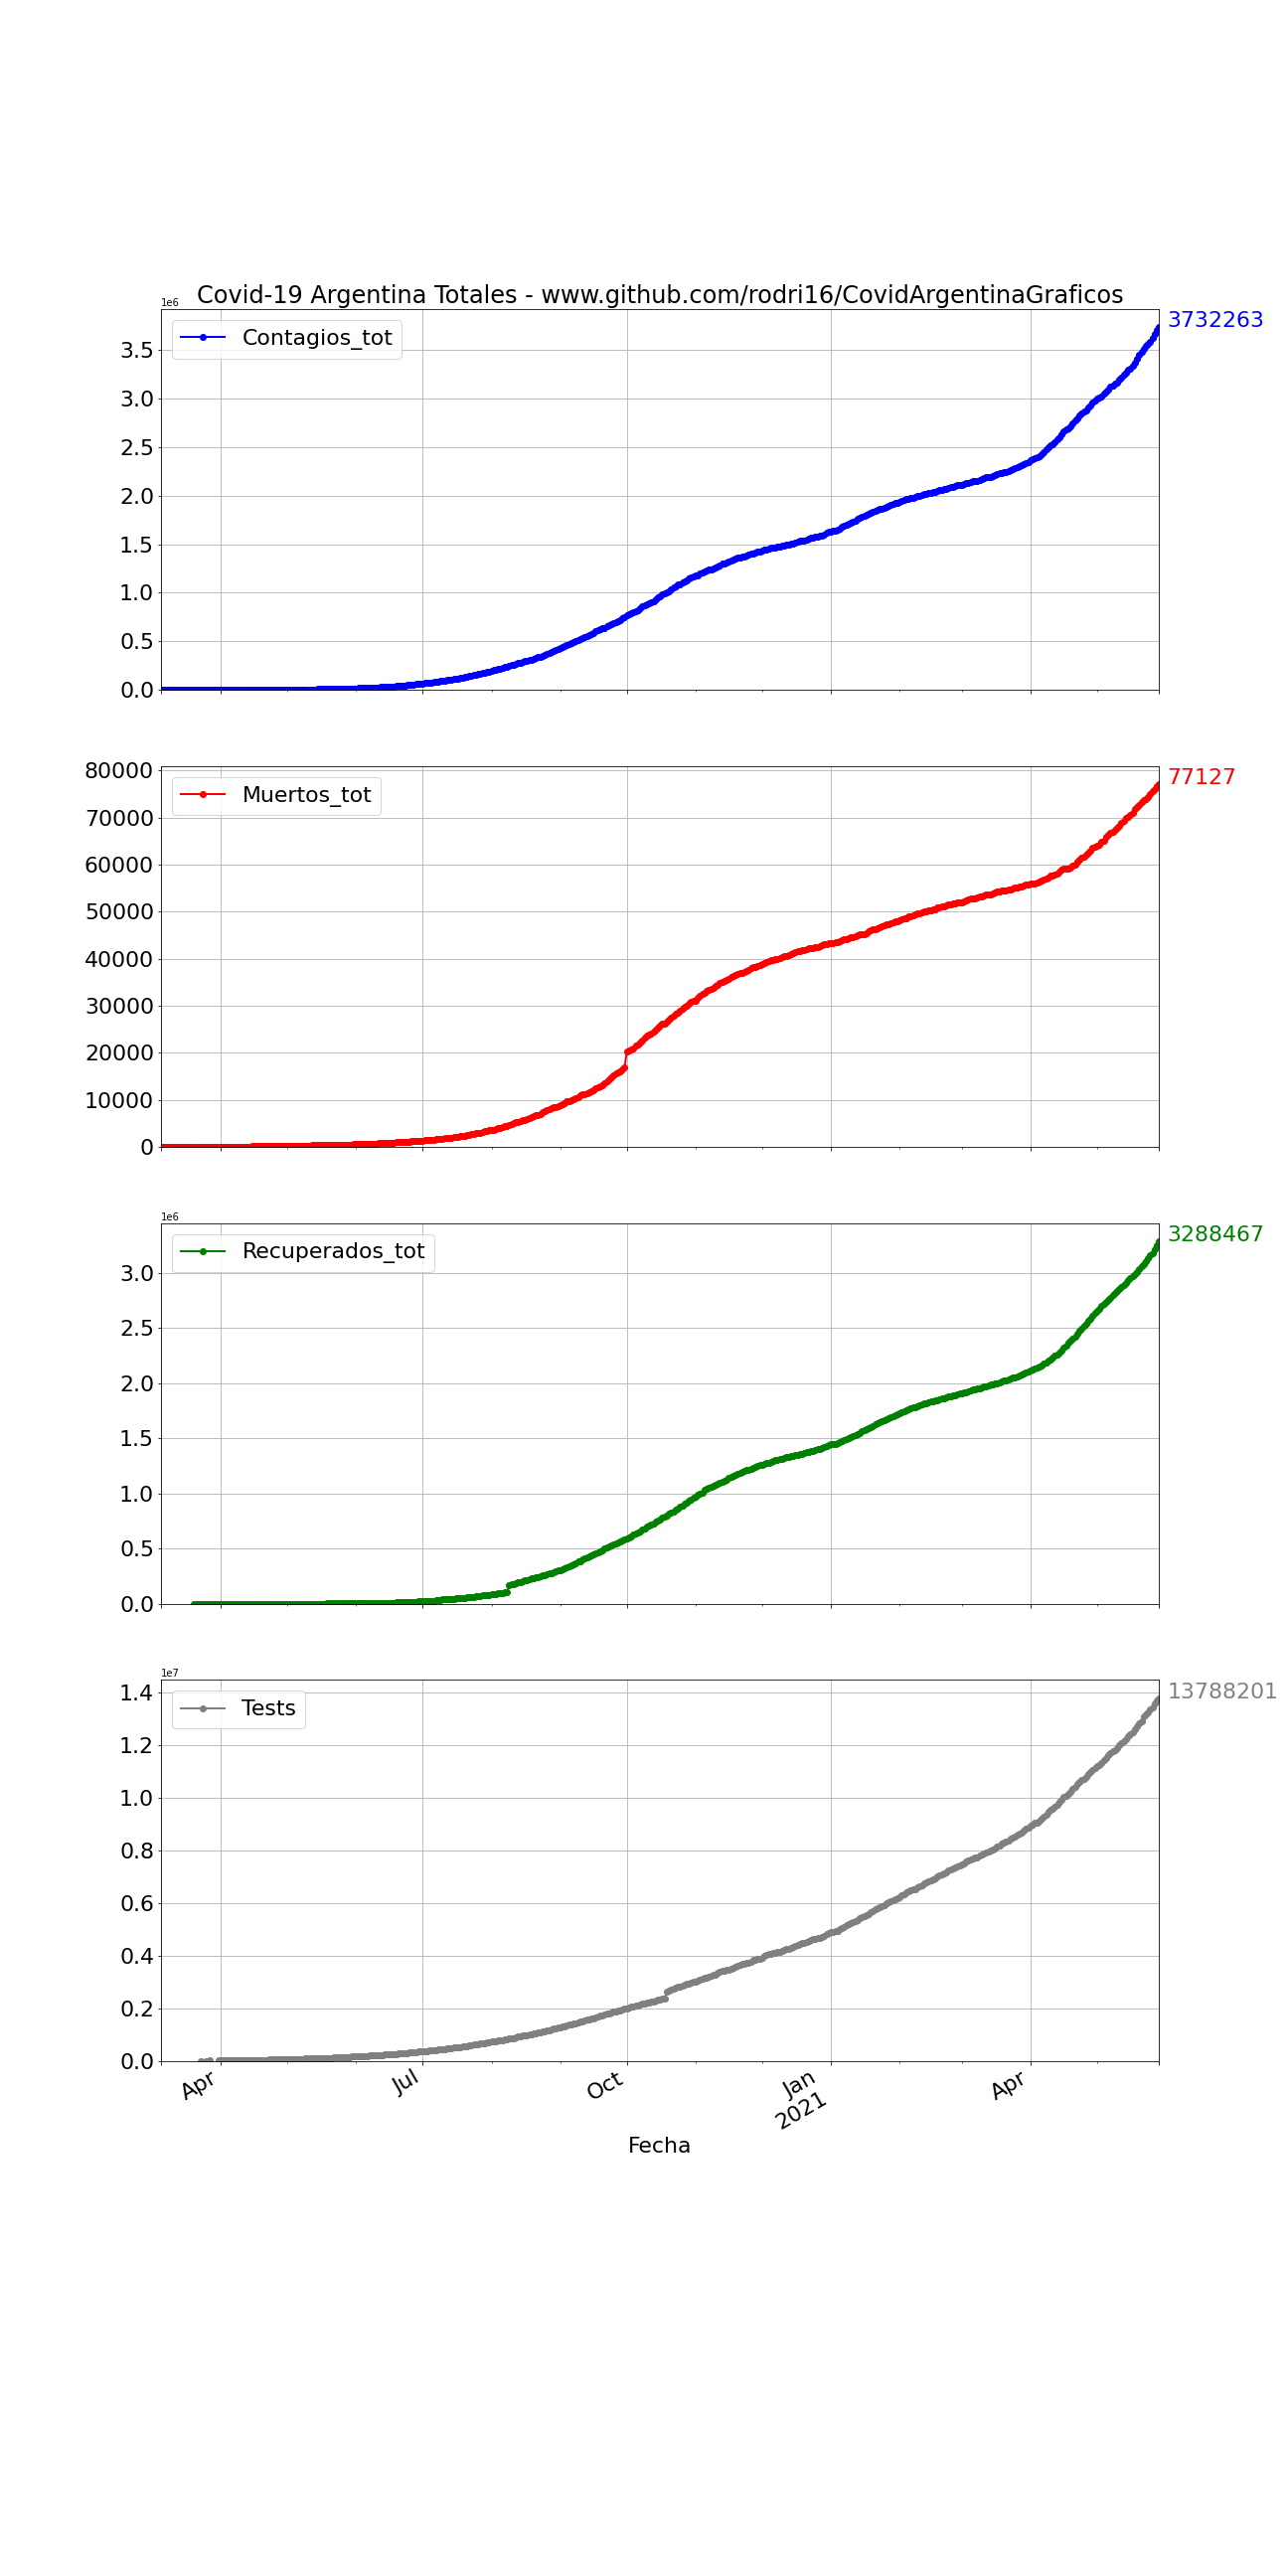 Covid-19 Argentina Totales - www.github.com/rodri16/CovidArgentinaGraficos
1e6
3732263
Contagios_tot
3.5
3.0
2.5
2.0
1.5
1.0
0.5
0.0
77127
Muertos_tot
80000
70000
60000
50000
40000
30000
20000
10000
0
1e6
3288467
Recuperados_tot
3.0
2.5
2.0
1.5
1.0
0.5
0.0
1e7
13788201
Tests
1.4
1.2
1.0
0.8
0.6
0.4
0.2
0.0
Apr
Jul
Oct
Jan
2021
Apr
Fecha